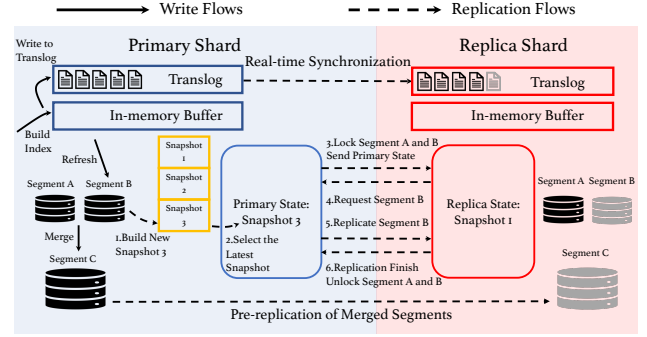 Write Flows
Replication Flows
Primary Shard
Replica Shard
Write to
Translog
Translog
Real-time Synchronization
Translog
In-memory Buffer
In-memory Buffer
Build
Index
Refresh
Snapshot
1
Snapshot
2
Snapshot
3
3.Lock Segment A and B
Send Primary State
Segment A
Segment B
Primary State:
Snapshot 3
4.Request Segment B
Replica State:
Snapshot 1
Segment A
Segment B
5.Replicate Segment B
Merge
1.Build New
Snapshot 3
2.Select the
Latest
Snapshot
Segment C
6.Replication Finish
Unlock Segment A and B
Segment C
Pre-replication of Merged Segments